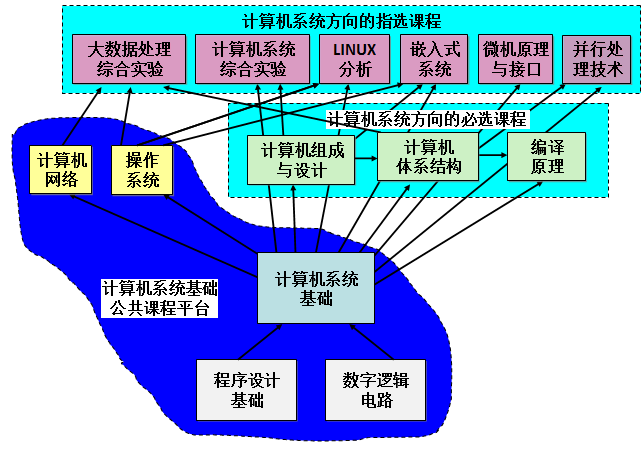 计算机系统方向的指选课程
大数据处理
综合实验
计算机系统
综合实验
LINUX
分析
嵌入式
系统
微机原理
与接口
并行处
理技术
计算机系统方向的必选课程
计算机
网络
操作
系统
计算机组成
与设计
计算机
体系结构
编译
原理
计算机系统基础
公共课程平台
计算机系统
基础
程序设计
基础
数字逻辑
电路